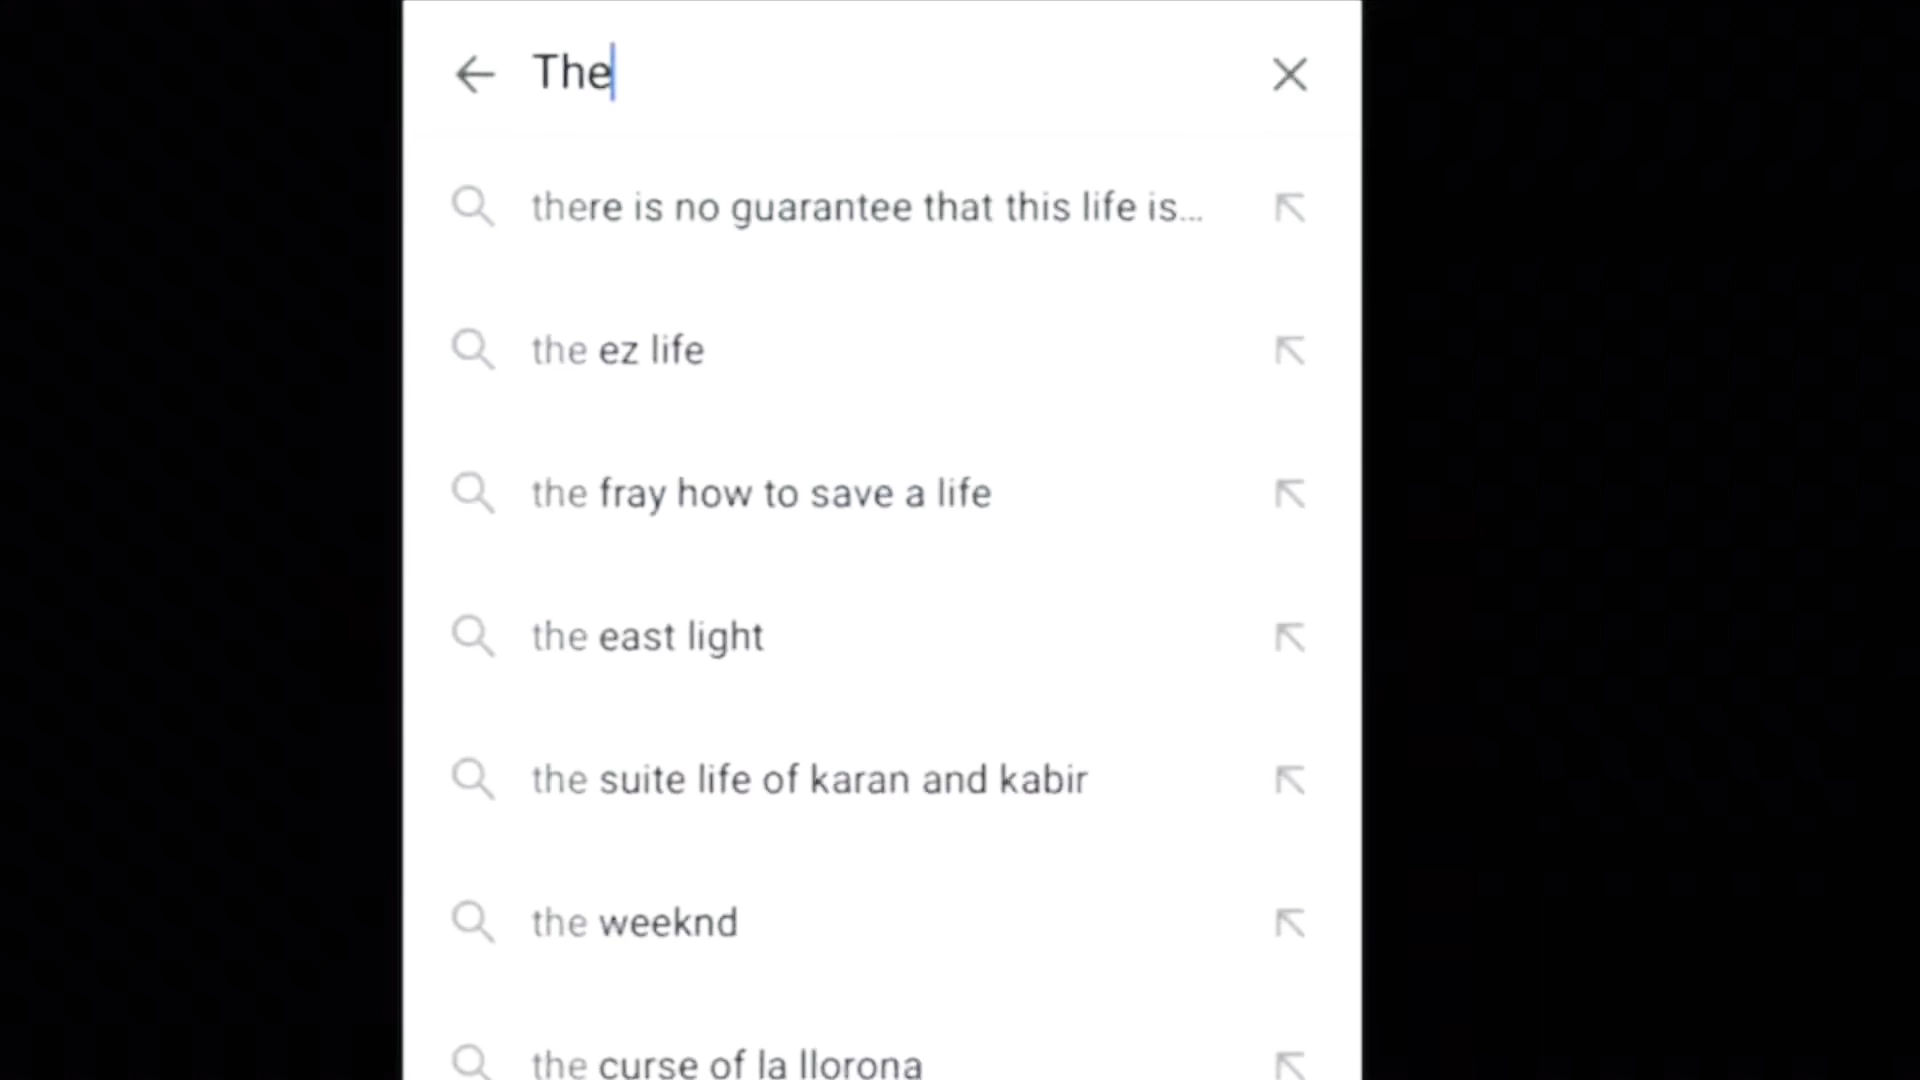 The
there is no guarantee that this life is...
the ez life
the fray how to save a life
the east light
the suite life of karan and kabir
the weeknd
the curse of la llorona